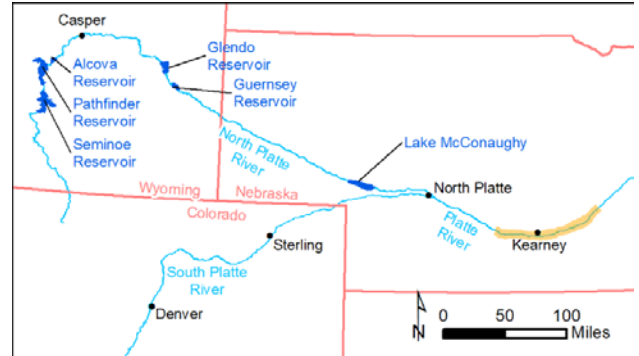 Casper
Glendo
Reservoir
Alcova
Reservoir
Guernsey
Reservoir
Pathfinder
Reservoir
Seminoe
Reservoir
North Platte
River
Lake McConaughy
Wyoming
Nebraska
North Platte
Colorado
Platte
River
Kearney
Sterling
South Platte
River
Denver
N
0 50 100
Miles